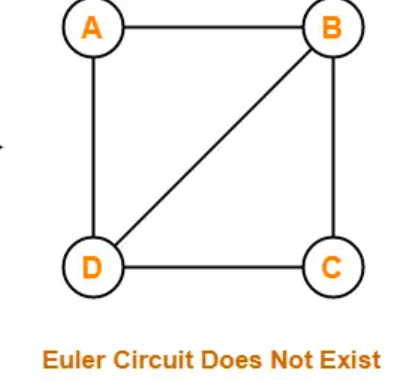 A B
D C
Euler Circuit Does Not Exist